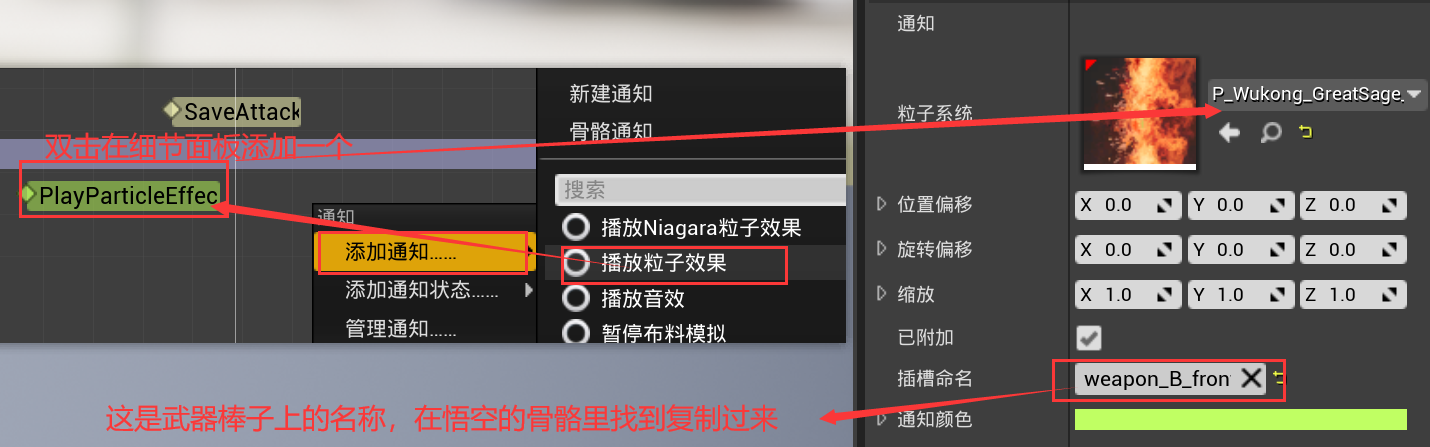 SaveAttack
双击在细节面板添加一个
PlayParticleEffec
通知
添加通知......
添加通知状态......
管理通知......
新建通知
骨骼通知
搜索
播放Niagara粒子效果
播放粒子效果
播放音效
暂停布料模拟
这是武器棒子上的名称，在悟空的骨骼里找到复制过来
通知
粒子系统
P_Wukong_GreatSage_
位置偏移 X 0.0 Y 0.0 Z 0.0
旋转偏移 X 0.0 Y 0.0 Z 0.0
缩放 X 1.0 Y 1.0 Z 1.0
已附加
插槽命名 weapon_B_fron
通知颜色